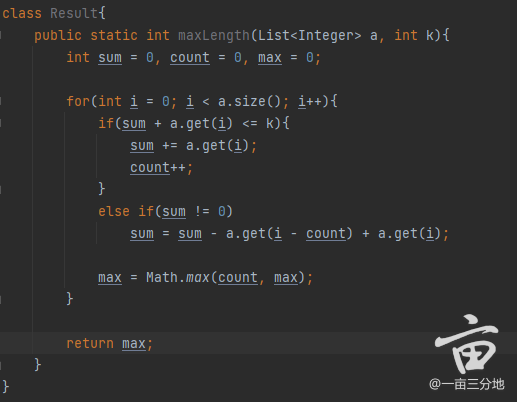 class Result{
public static int maxLength(List<Integer> a, int k){
int sum = 0, count = 0, max = 0;
for(int i = 0; i < a.size(); i++){
if(sum + a.get(i) <= k){
sum += a.get(i);
count++;
}
else if(sum != 0)
sum = sum - a.get(i - count) + a.get(i);
max = Math.max(count, max);
}
return max;
}
}
亩
@一亩三分地